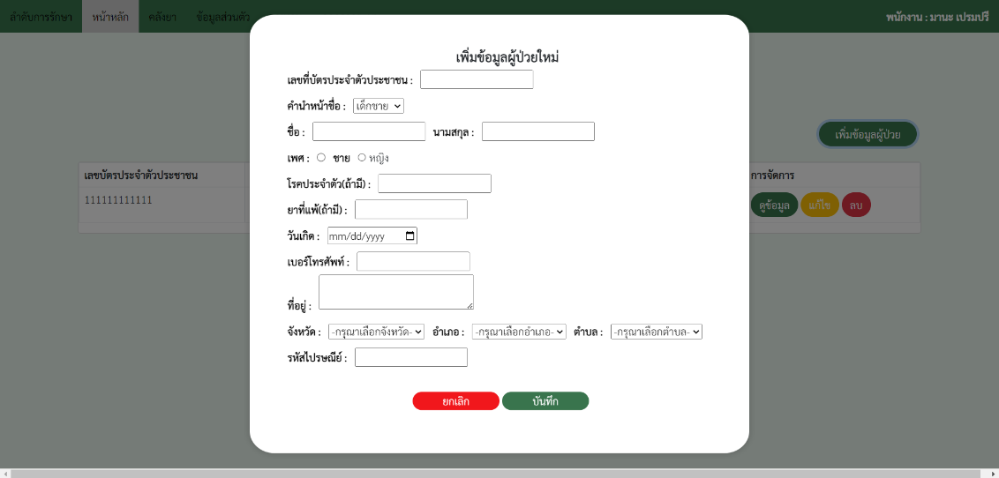 ลำดับการรักษา หน้าหลัก คลังยา ข้อมูลส่วนตัว พนักงาน : มานะ เปรมปรี
เพิ่มข้อมูลผู้ป่วยใหม่
เลขที่บัตรประจำตัวประชาชน :
คำนำหน้าชื่อ : เด็กชาย
ชื่อ : นามสกุล :
เพิ่มข้อมูลผู้ป่วย
เพศ : ชาย หญิง
เลขบัตรประจำตัวประชาชน การจัดการ
โรคประจำตัว(ถ้ามี) :
111111111111 ดูข้อมูล แก้ไข ลบ
ยาที่แพ้(ถ้ามี) :
วันเกิด : mm/dd/yyyy
เบอร์โทรศัพท์ :
ที่อยู่ :
จังหวัด : -กรุณาเลือกจังหวัด- อำเภอ : -กรุณาเลือกอำเภอ- ตำบล : -กรุณาเลือกตำบล-
รหัสไปรษณีย์ :
ยกเลิก บันทึก